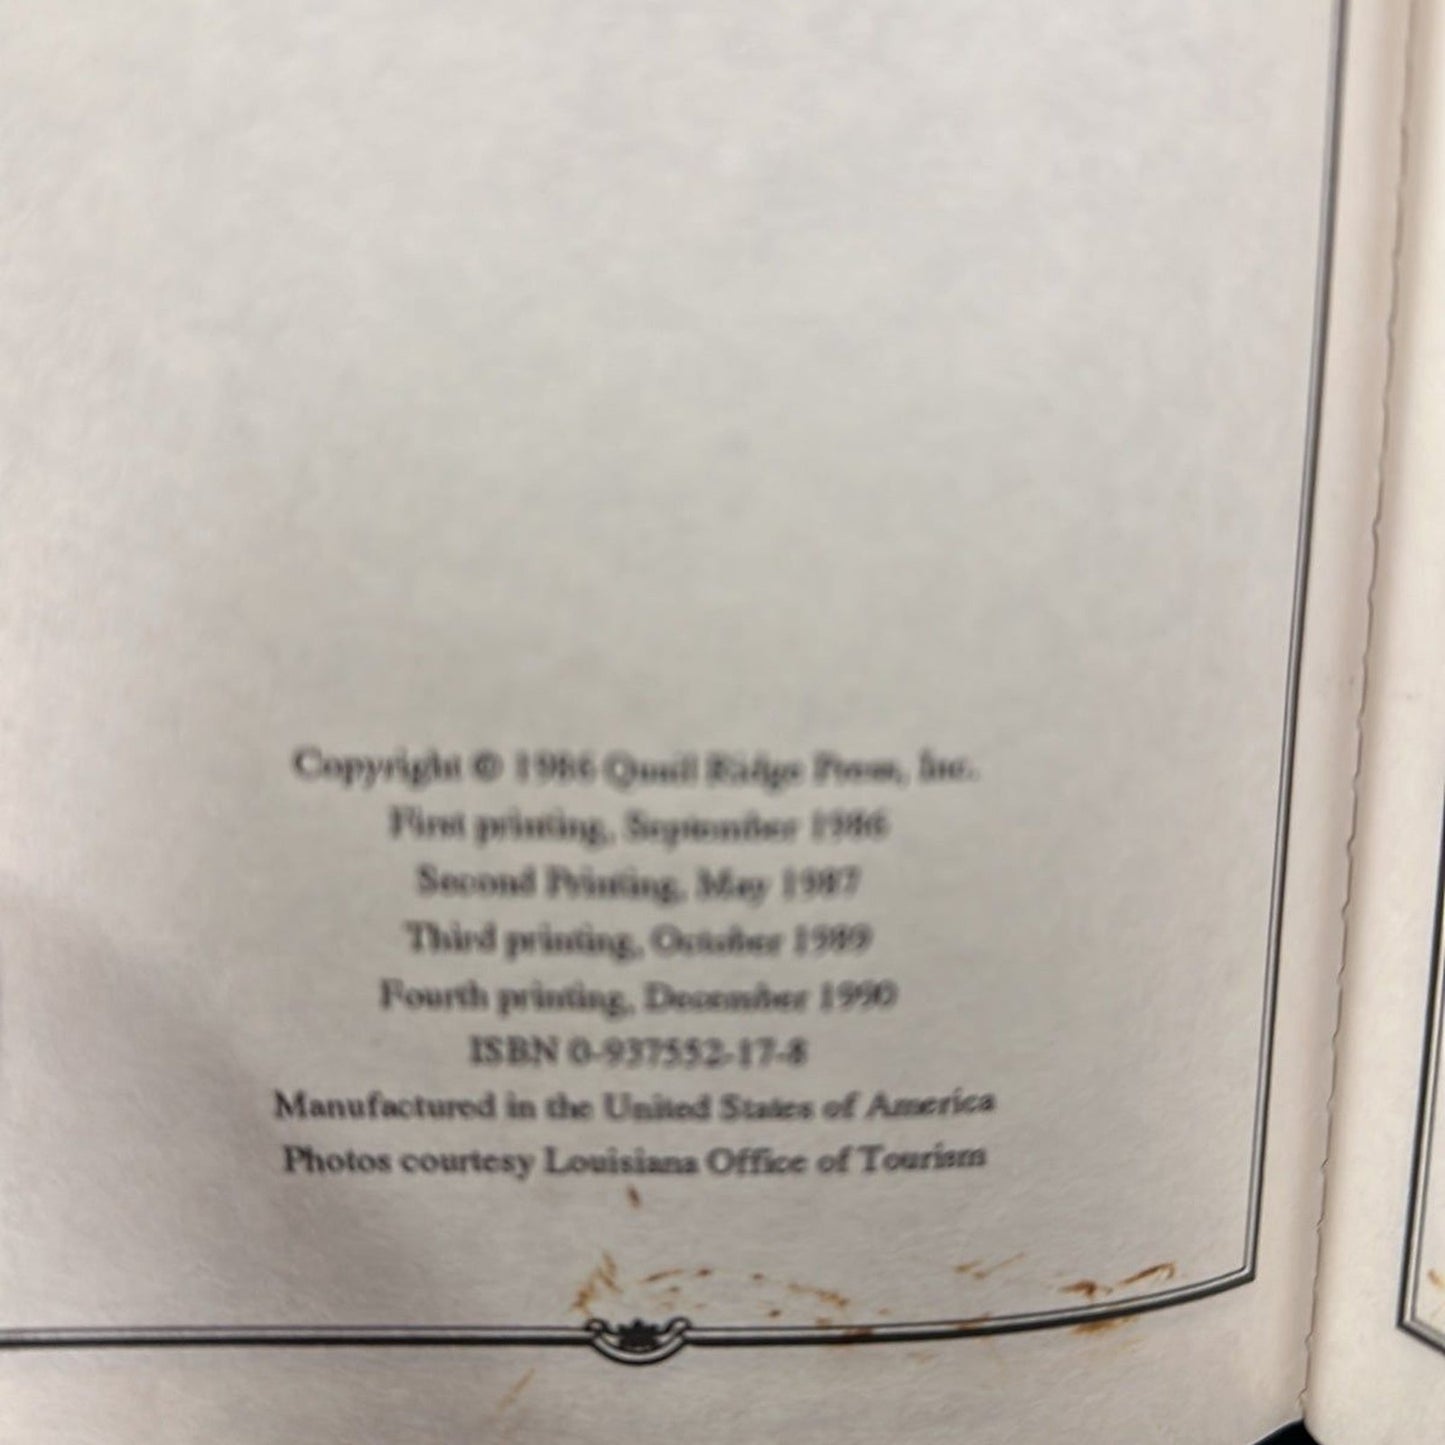 Copyright © 1986 Quail Ridge Press, Inc.
First printing, September 1986
Second Printing, May 1987
Third printing, October 1989
Fourth printing, December 1990
ISBN 0-937552-17-8
Manufactured in the United States of America
Photos courtesy Louisiana Office of Tourism